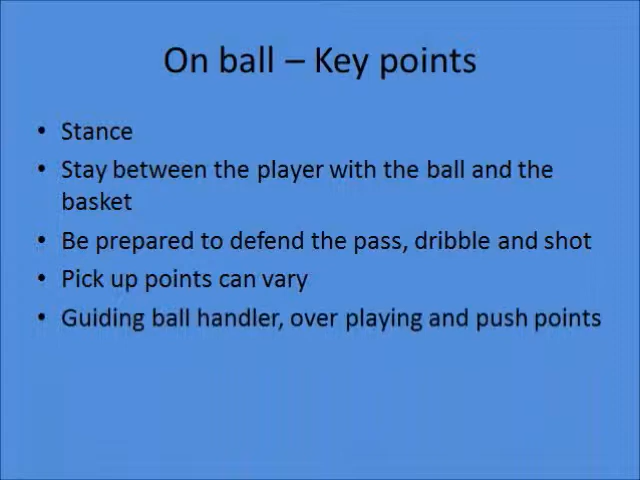 On ball – Key points
• Stance
• Stay between the player with the ball and the
basket
• Be prepared to defend the pass, dribble and shot
• Pick up points can vary
• Guiding ball handler, over playing and push points